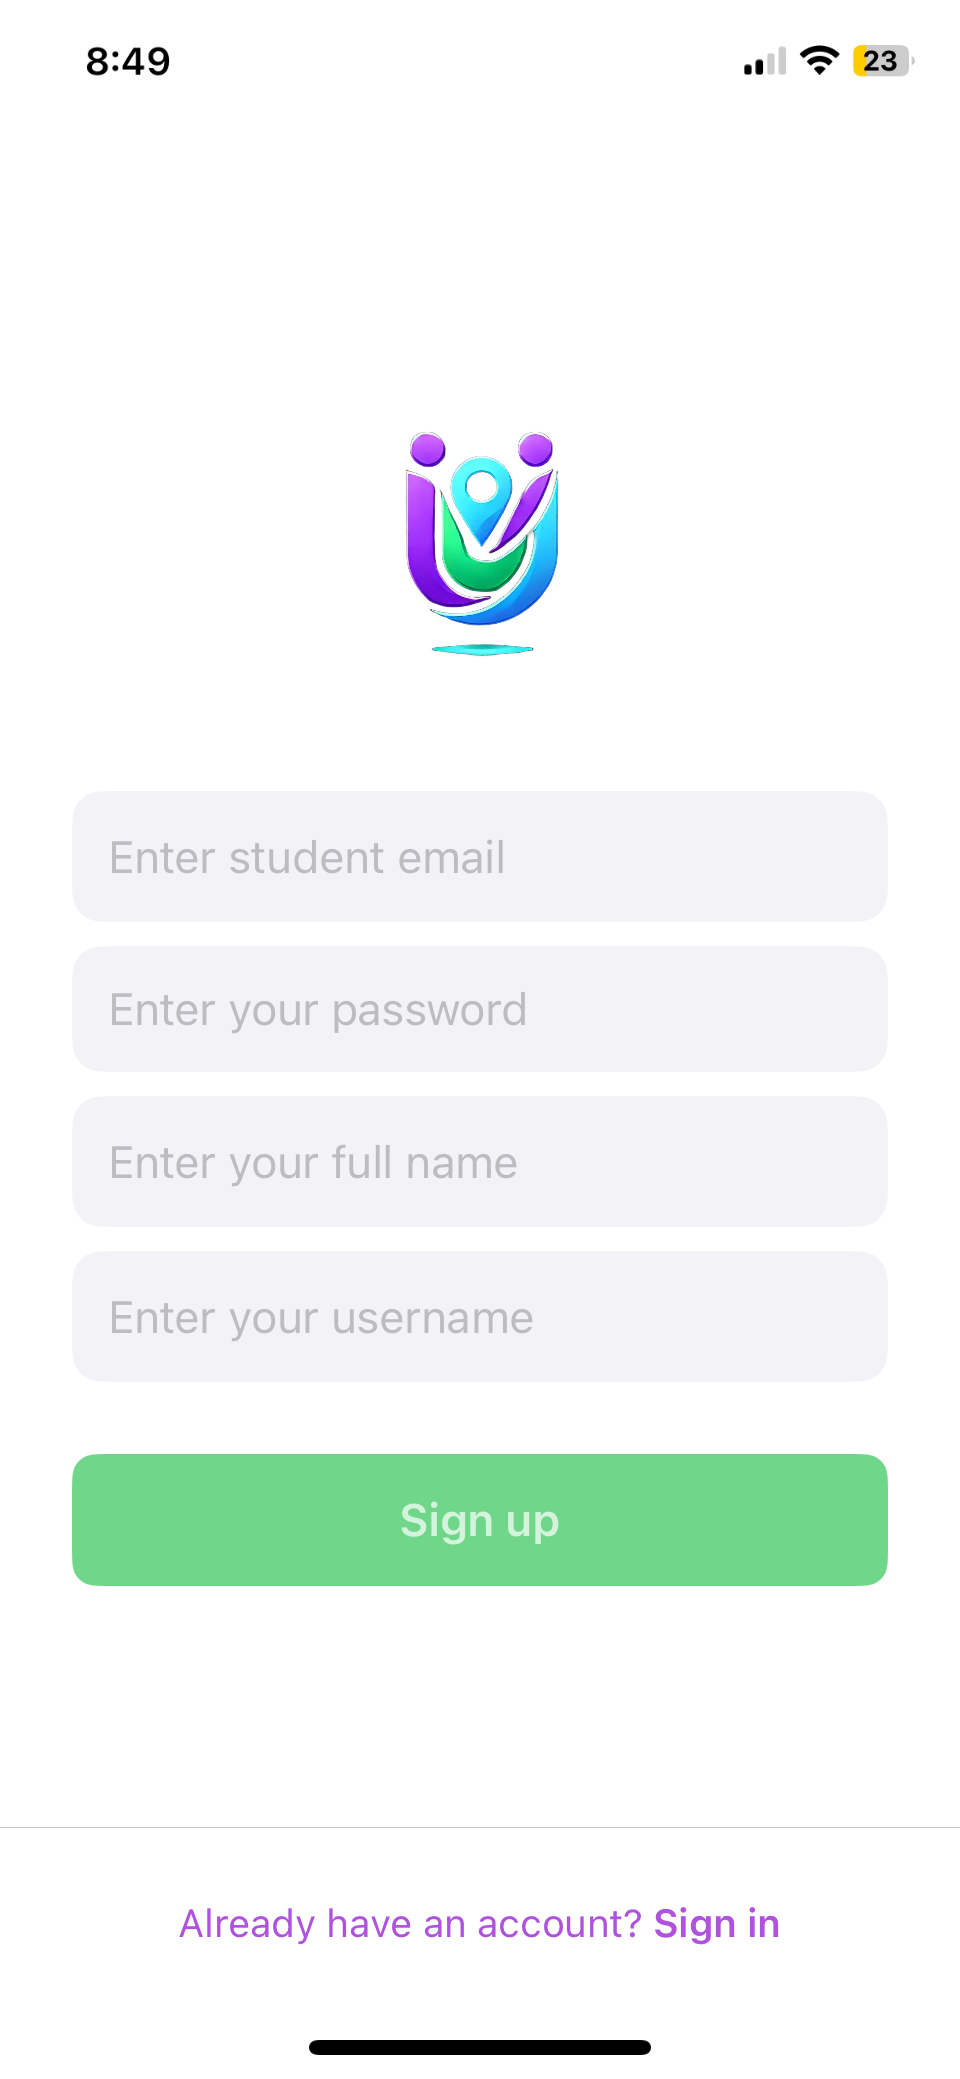 8:49
23
Enter student email
Enter your password
Enter your full name
Enter your username
Sign up
Already have an account? Sign in